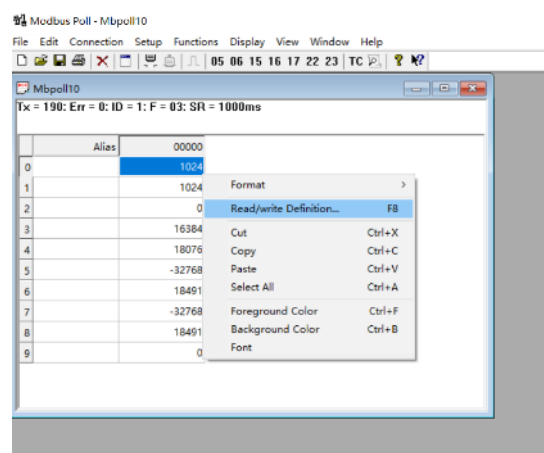 Modbus Poll - Mbpoll10
File Edit Connection Setup Functions Display View Window Help
05 06 15 16 17 22 23 TC
Mbpoll10
Tx = 190: Err = 0: ID = 1: F = 03: SR = 1000ms
Alias 00000
0 1024
1 1024
2 0
3 16384
4 18076
5 -32768
6 18491
7 -32768
8 18491
9 0
Format >
Read/write Definition... F8
Cut Ctrl+X
Copy Ctrl+C
Paste Ctrl+V
Select All Ctrl+A
Foreground Color Ctrl+F
Background Color Ctrl+B
Font